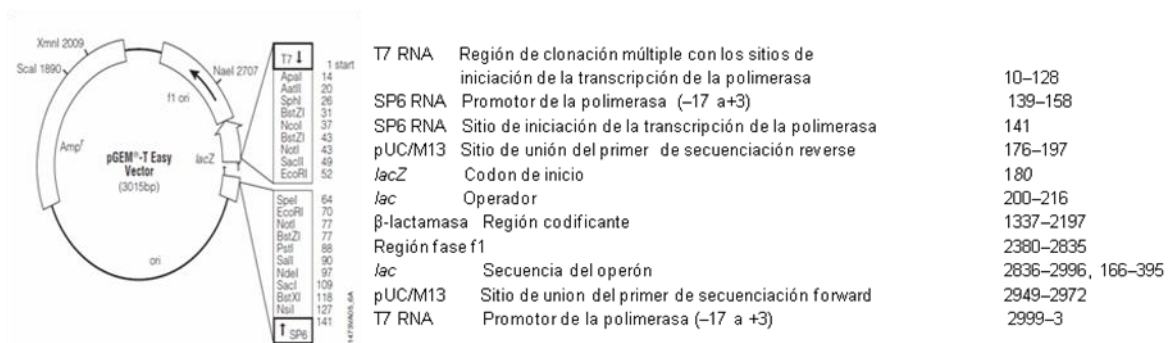 XmnI 2009
ScaI 1890
NaeI 2707
f1 ori
Ampr
pGEM®-T Easy
Vector
(3015bp)
lacZ
ori
T7 ↓
1 start
ApaI 14
AatII 20
SphI 26
BstZI 31
NcoI 37
BstZI 43
NotI 43
SacII 49
EcoRI 52
SpeI 64
EcoRI 70
NotI 77
BstZI 77
PstI 88
SalI 90
NdeI 97
SacI 109
BstXI 118
NsiI 127
141
↑ SP6
1473VA05_6A
T7 RNA Región de clonación múltiple con los sitios de
iniciación de la transcripción de la polimerasa 10–128
SP6 RNA Promotor de la polimerasa (–17 a+3) 139–158
SP6 RNA Sitio de iniciación de la transcripción de la polimerasa 141
pUC/M13 Sitio de unión del primer de secuenciación reverse 176–197
lacZ Codon de inicio 180
lac Operador 200–216
β-lactamasa Región codificante 1337–2197
Región fase f1 2380–2835
lac Secuencia del operón 2836–2996, 166–395
pUC/M13 Sitio de union del primer de secuenciación forward 2949–2972
T7 RNA Promotor de la polimerasa (–17 a +3) 2999–3